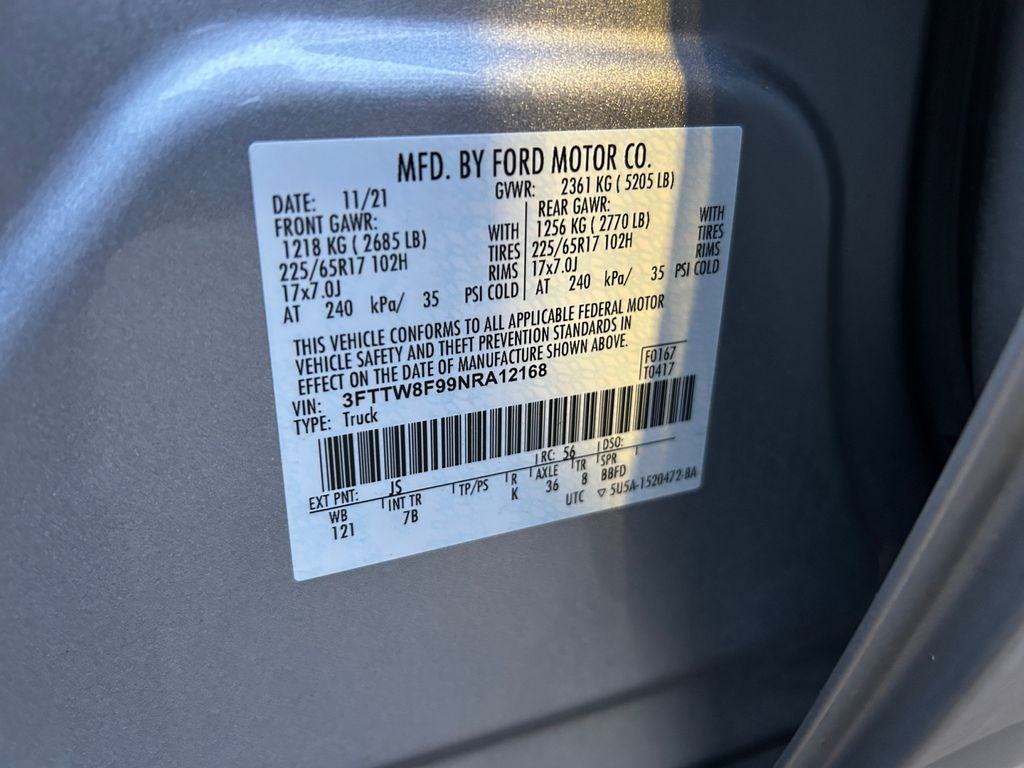 MFD. BY FORD MOTOR CO.
DATE: 11/21 GVWR: 2361 KG ( 5205 LB)
FRONT GAWR:
1218 KG ( 2685 LB) WITH
225/65R17 102H TIRES
17x7.0J RIMS
AT 240 kPa/ 35 PSI COLD
REAR GAWR:
1256 KG ( 2770 LB) WITH
225/65R17 102H TIRES
17x7.0J RIMS
AT 240 kPa/ 35 PSI COLD
THIS VEHICLE CONFORMS TO ALL APPLICABLE FEDERAL MOTOR
VEHICLE SAFETY AND THEFT PREVENTION STANDARDS IN
EFFECT ON THE DATE OF MANUFACTURE SHOWN ABOVE.
VIN: 3FTTW8F99NRA12168
TYPE: Truck
F0167
T0417
EXT PNT: JS RC: 56 DSO:
WB INT TR TP/PS R AXLE TR SPR
121 7B K 36 8 BBFD
UTC ▽ 5U5A-1520472-BA